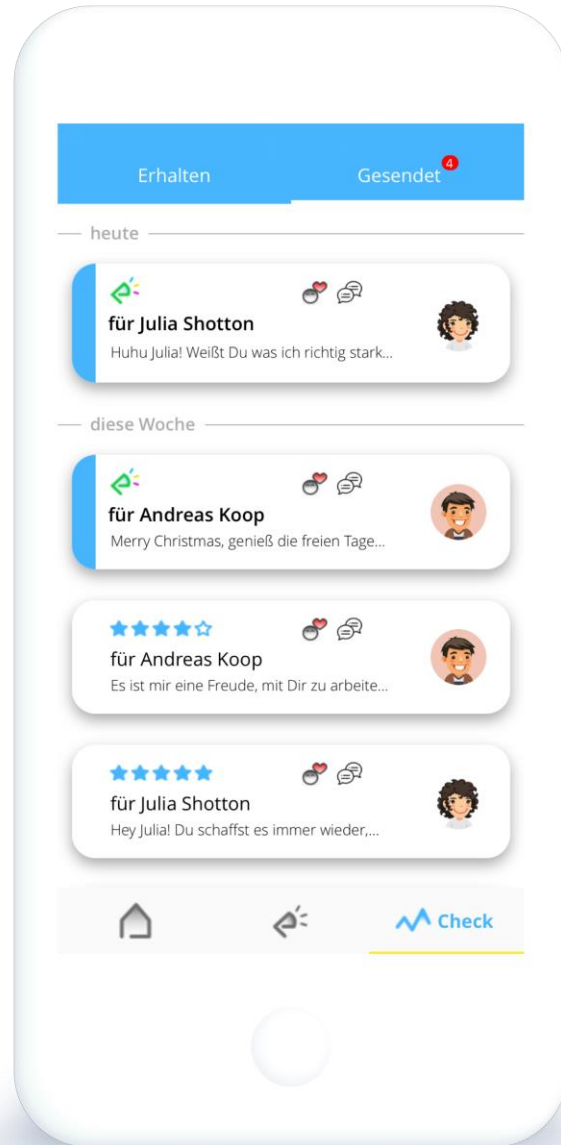 Erhalten
Gesendet 4
heute
für Julia Shotton
Huhu Julia! Weißt Du was ich richtig stark...
diese Woche
für Andreas Koop
Merry Christmas, genieß die freien Tage...
für Andreas Koop
Es ist mir eine Freude, mit Dir zu arbeite...
für Julia Shotton
Hey Julia! Du schaffst es immer wieder,...
Check